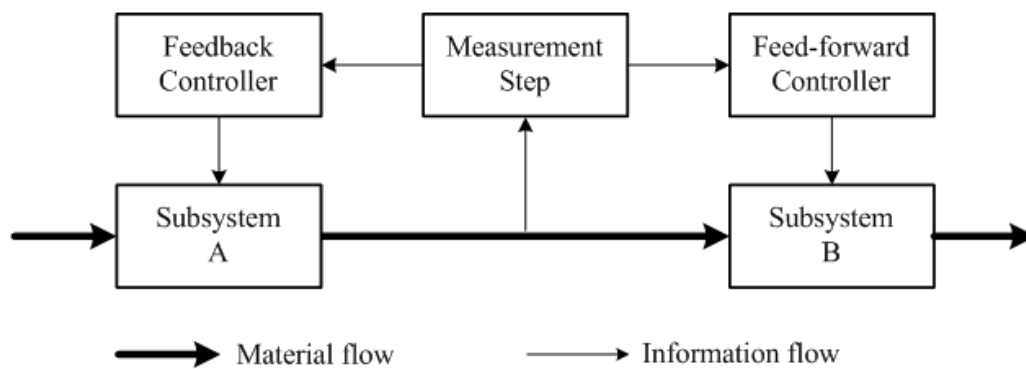 Feedback
Controller
Measurement
Step
Feed-forward
Controller
Subsystem
A
Subsystem
B
Material flow
Information flow